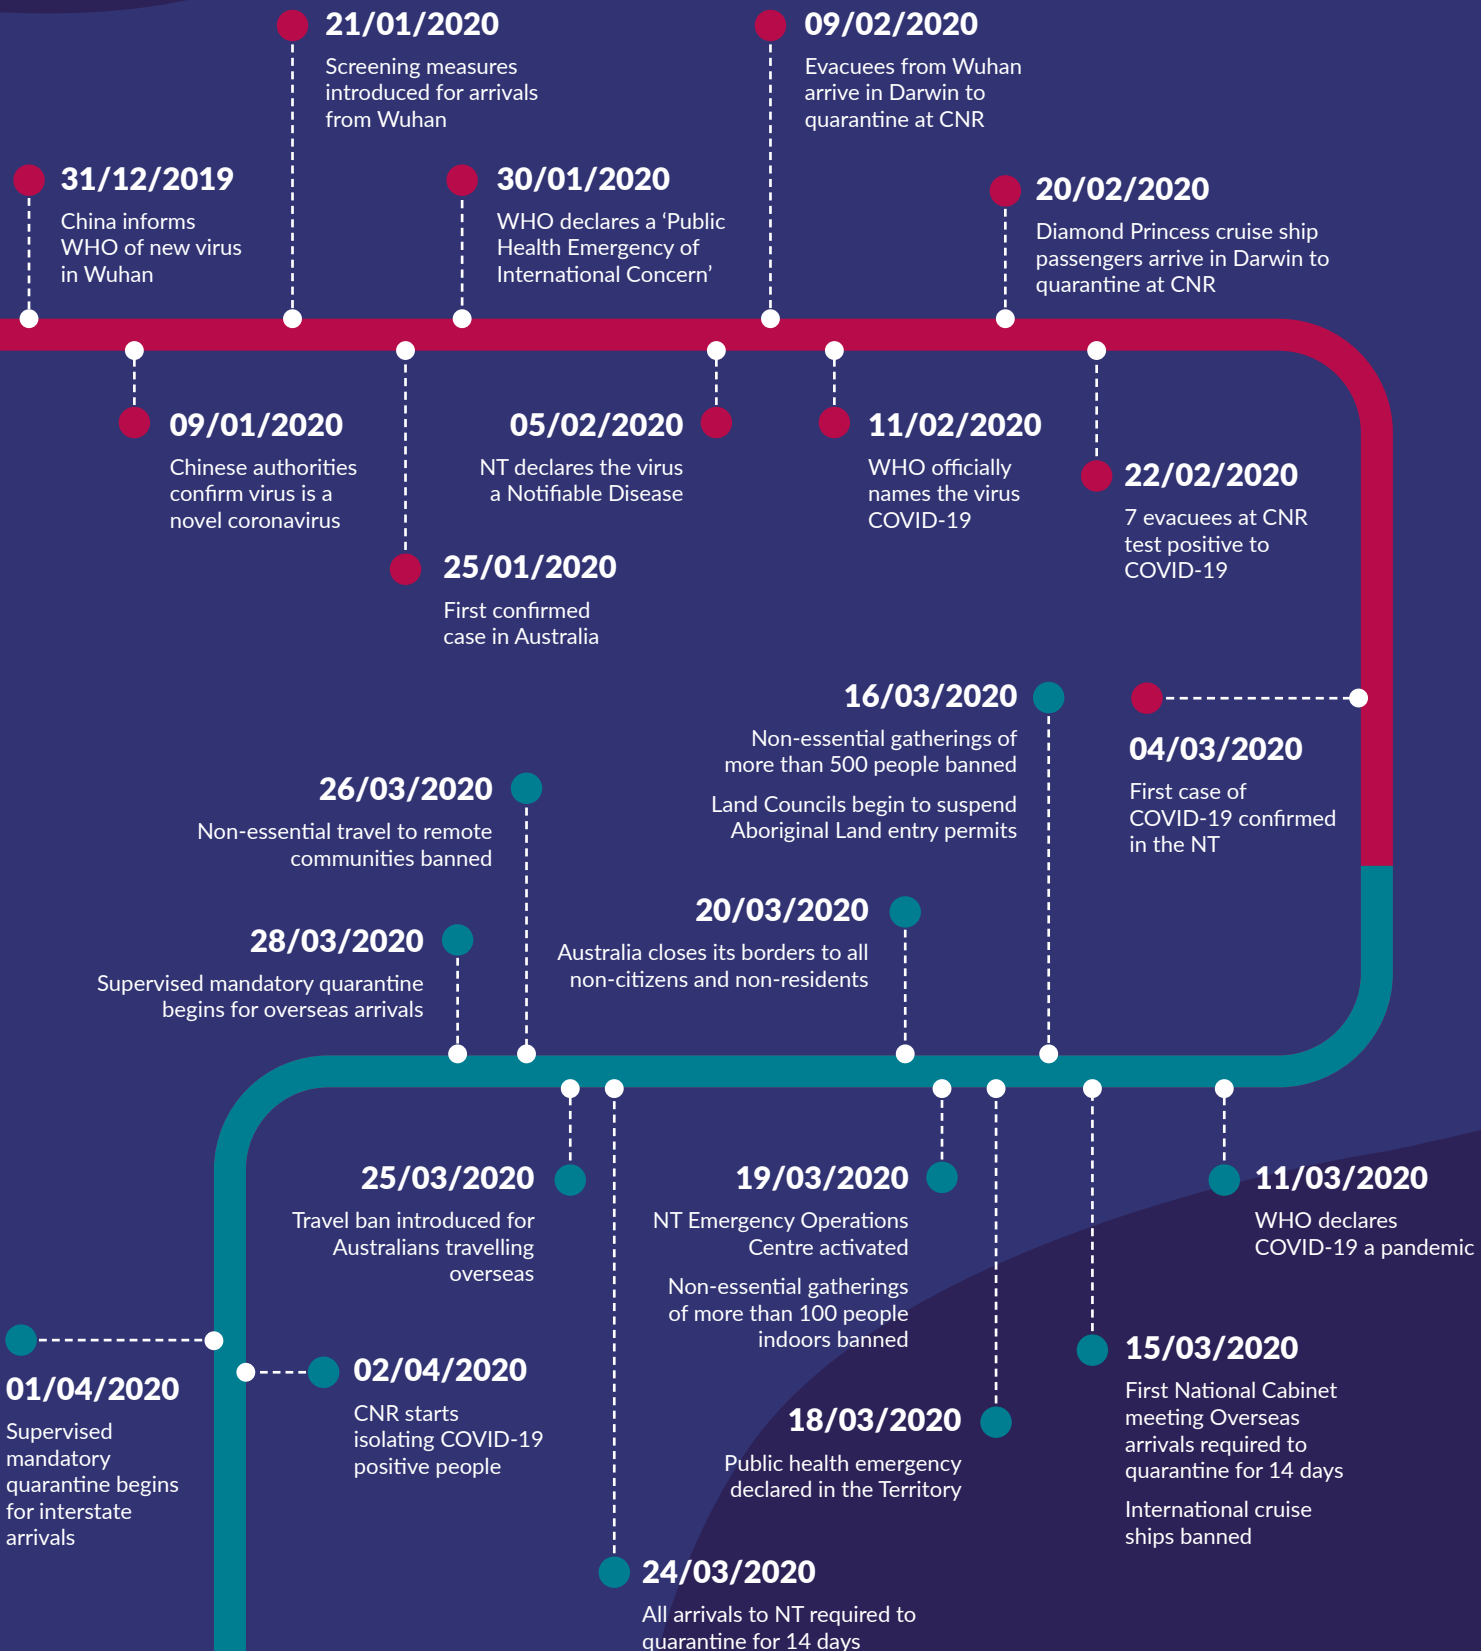 31/12/2019
China informs
WHO of new virus
in Wuhan
09/01/2020
Chinese authorities
confirm virus is a
novel coronavirus
21/01/2020
Screening measures
introduced for arrivals
from Wuhan
25/01/2020
First confirmed
case in Australia
30/01/2020
WHO declares a ‘Public
Health Emergency of
International Concern’
05/02/2020
NT declares the virus
a Notifiable Disease
09/02/2020
Evacuees from Wuhan
arrive in Darwin to
quarantine at CNR
11/02/2020
WHO officially
names the virus
COVID-19
20/02/2020
Diamond Princess cruise ship
passengers arrive in Darwin to
quarantine at CNR
22/02/2020
7 evacuees at CNR
test positive to
COVID-19
04/03/2020
First case of
COVID-19 confirmed
in the NT
11/03/2020
WHO declares
COVID-19 a pandemic
15/03/2020
First National Cabinet
meeting Overseas
arrivals required to
quarantine for 14 days
International cruise
ships banned
16/03/2020
Non-essential gatherings of
more than 500 people banned
Land Councils begin to suspend
Aboriginal Land entry permits
18/03/2020
Public health emergency
declared in the Territory
19/03/2020
NT Emergency Operations
Centre activated
Non-essential gatherings
of more than 100 people
indoors banned
20/03/2020
Australia closes its borders to all
non-citizens and non-residents
24/03/2020
All arrivals to NT required to
quarantine for 14 days
25/03/2020
Travel ban introduced for
Australians travelling
overseas
26/03/2020
Non-essential travel to remote
communities banned
28/03/2020
Supervised mandatory quarantine
begins for overseas arrivals
01/04/2020
Supervised
mandatory
quarantine begins
for interstate
arrivals
02/04/2020
CNR starts
isolating COVID-19
positive people